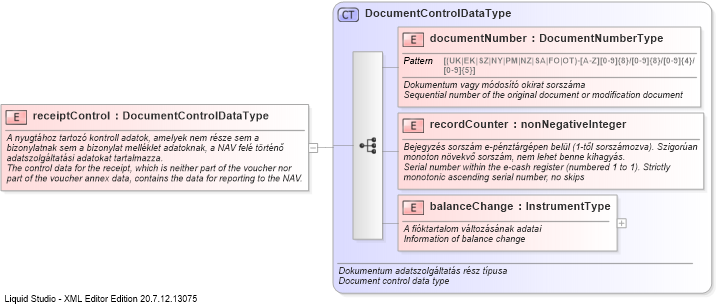 CT DocumentControlDataType
E documentNumber : DocumentNumberType
Pattern [(UK|EK|SZ|NY|PM|NZ|SA|FO|OT)-[A-Z][0-9]{8}/[0-9]{8}/[0-9]{4}/
[0-9]{5}]
Dokumentum vagy módosító okirat sorszáma
Sequential number of the original document or modification document
E receiptControl : DocumentControlDataType
A nyugtához tartozó kontroll adatok, amelyek nem része sem a
bizonylatnak sem a bizonylat melléklet adatoknak, a NAV felé történő
adatszolgáltatási adatokat tartalmazza.
The control data for the receipt, which is neither part of the voucher nor
part of the voucher annex data, contains the data for reporting to the NAV.
E recordCounter : nonNegativeInteger
Bejegyzés sorszám e-pénztárgépen belül (1-től sorszámozva). Szigorúan
monoton növekvő sorszám, nem lehet benne kihagyás.
Serial number within the e-cash register (numbered 1 to 1). Strictly
monotonic ascending serial number, no skips
E balanceChange : InstrumentType
A fióktartalom változásának adatai
Information of balance change
Dokumentum adatszolgáltatás rész típusa
Document control data type
Liquid Studio - XML Editor Edition 20.7.12.13075